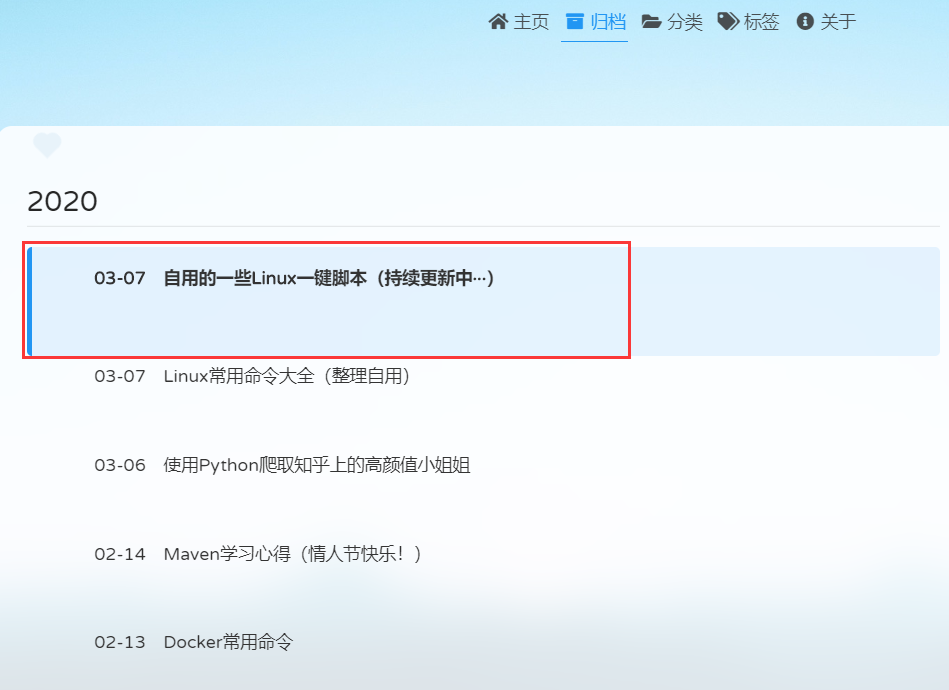 主页 归档 分类 标签 关于
2020
03-07 自用的一些Linux一键脚本（持续更新中···）
03-07 Linux常用命令大全（整理自用）
03-06 使用Python爬取知乎上的高颜值小姐姐
02-14 Maven学习心得（情人节快乐！）
02-13 Docker常用命令